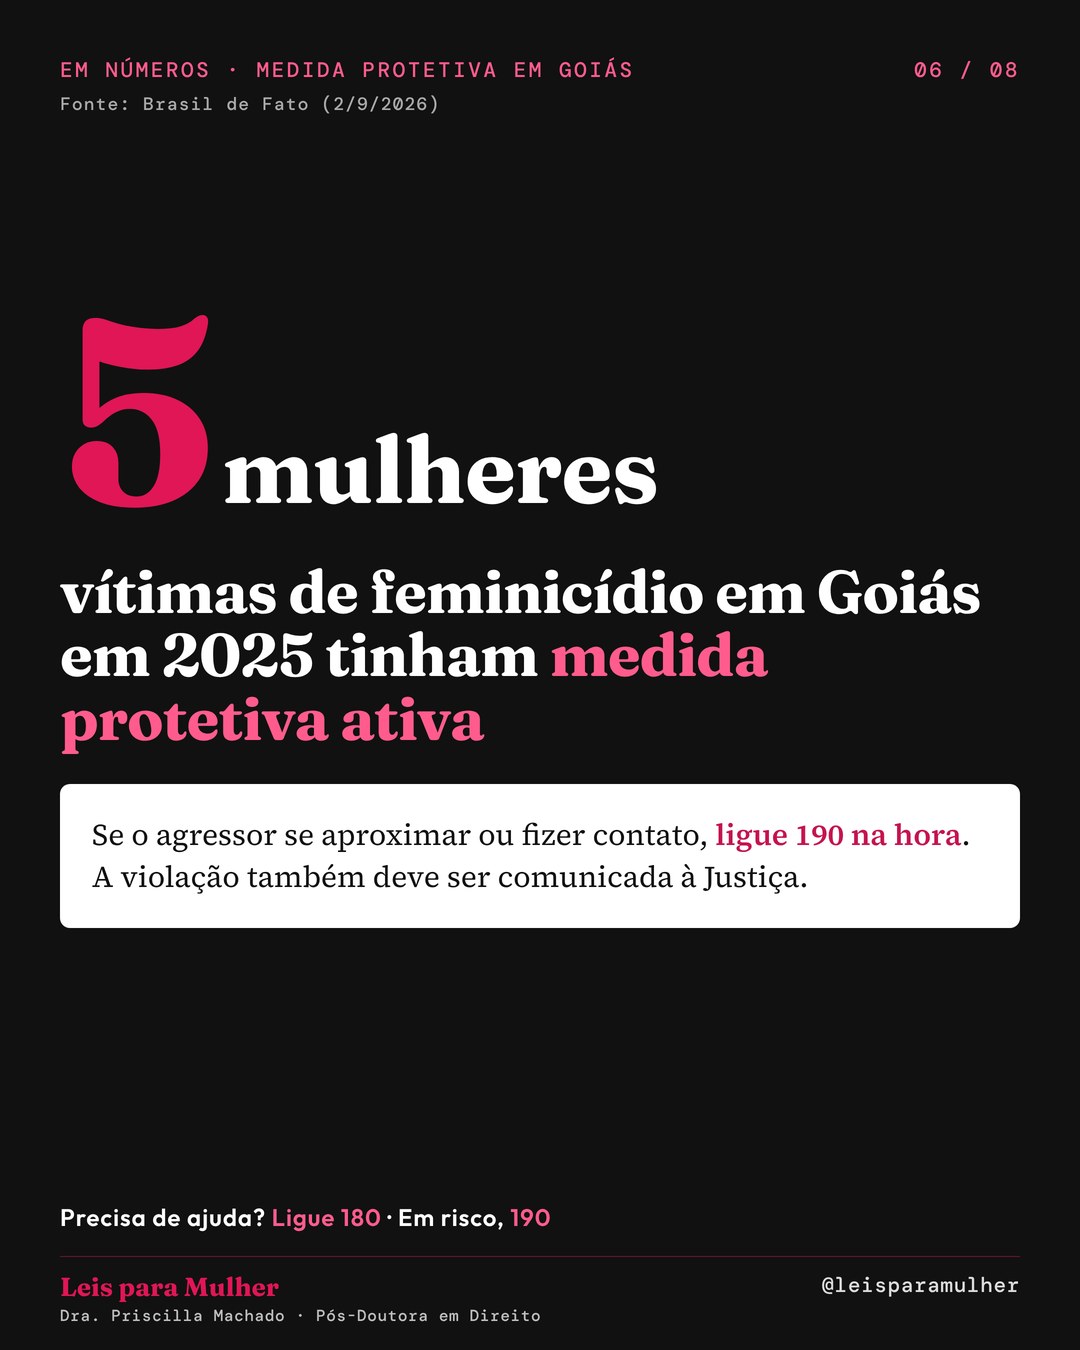 EM NÚMEROS · MEDIDA PROTETIVA EM GOIÁS
06 / 08
Fonte: Brasil de Fato (2/9/2026)
5 mulheres
vítimas de feminicídio em Goiás
em 2025 tinham medida
protetiva ativa
Se o agressor se aproximar ou fizer contato, ligue 190 na hora.
A violação também deve ser comunicada à Justiça.
Precisa de ajuda? Ligue 180 · Em risco, 190
Leis para Mulher
@leisparamulher
Dra. Priscilla Machado · Pós-Doutora em Direito